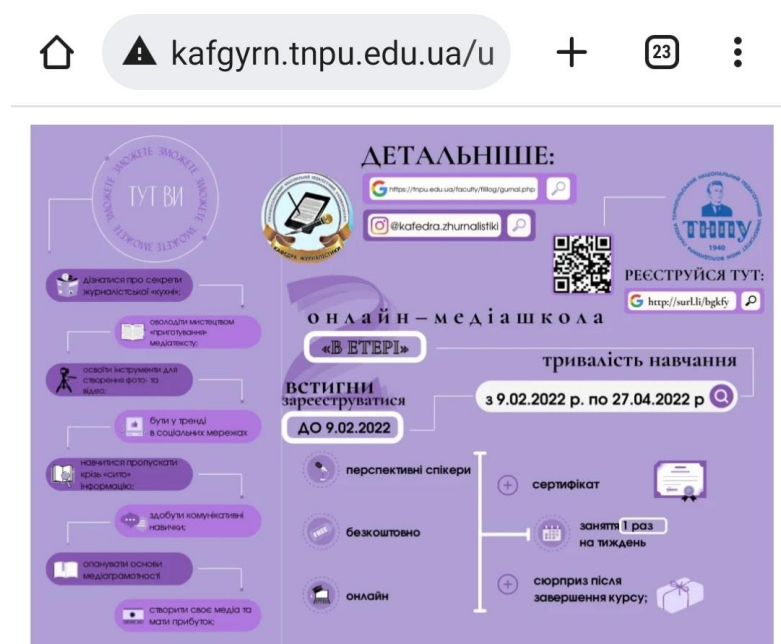 kafgyrn.tnpu.edu.ua/u
23
ТУТ ВИ
ЗМОЖЕТЕ ЗМОЖЕТЕ ЗМОЖЕТЕ ЗМОЖЕТЕ
дізнатися про секрети
журналістської «кухні»;
оволодіти мистецтвом
«приготування»
медіатексту;
освоїти інструменти для
створення фото- та
відео;
бути у тренді
в соціальних мережах
навчитися пропускати
крізь «сито»
інформацію;
здобути комунікативні
навички;
опанувати основи
медіаграмотності
створити своє медіа та
мати прибуток;
ДЕТАЛЬНІШЕ:
https://tnpu.edu.ua/faculty/fillog/gurnal.php
@kafedra.zhurnalistiki
КАФЕДРА ЖУРНАЛІСТИКИ
ТНПУ
1940
РЕЄСТРУЙСЯ ТУТ:
http://surl.li/bgkfy
онлайн–медіашкола
«В ЕТЕРІ»
ВСТИГНИ
зареєструватися
ДО 9.02.2022
тривалість навчання
з 9.02.2022 р. по 27.04.2022 р
перспективні спікери
безкоштовно
онлайн
сертифікат
заняття 1 раз
на тиждень
сюрприз після
завершення курсу;